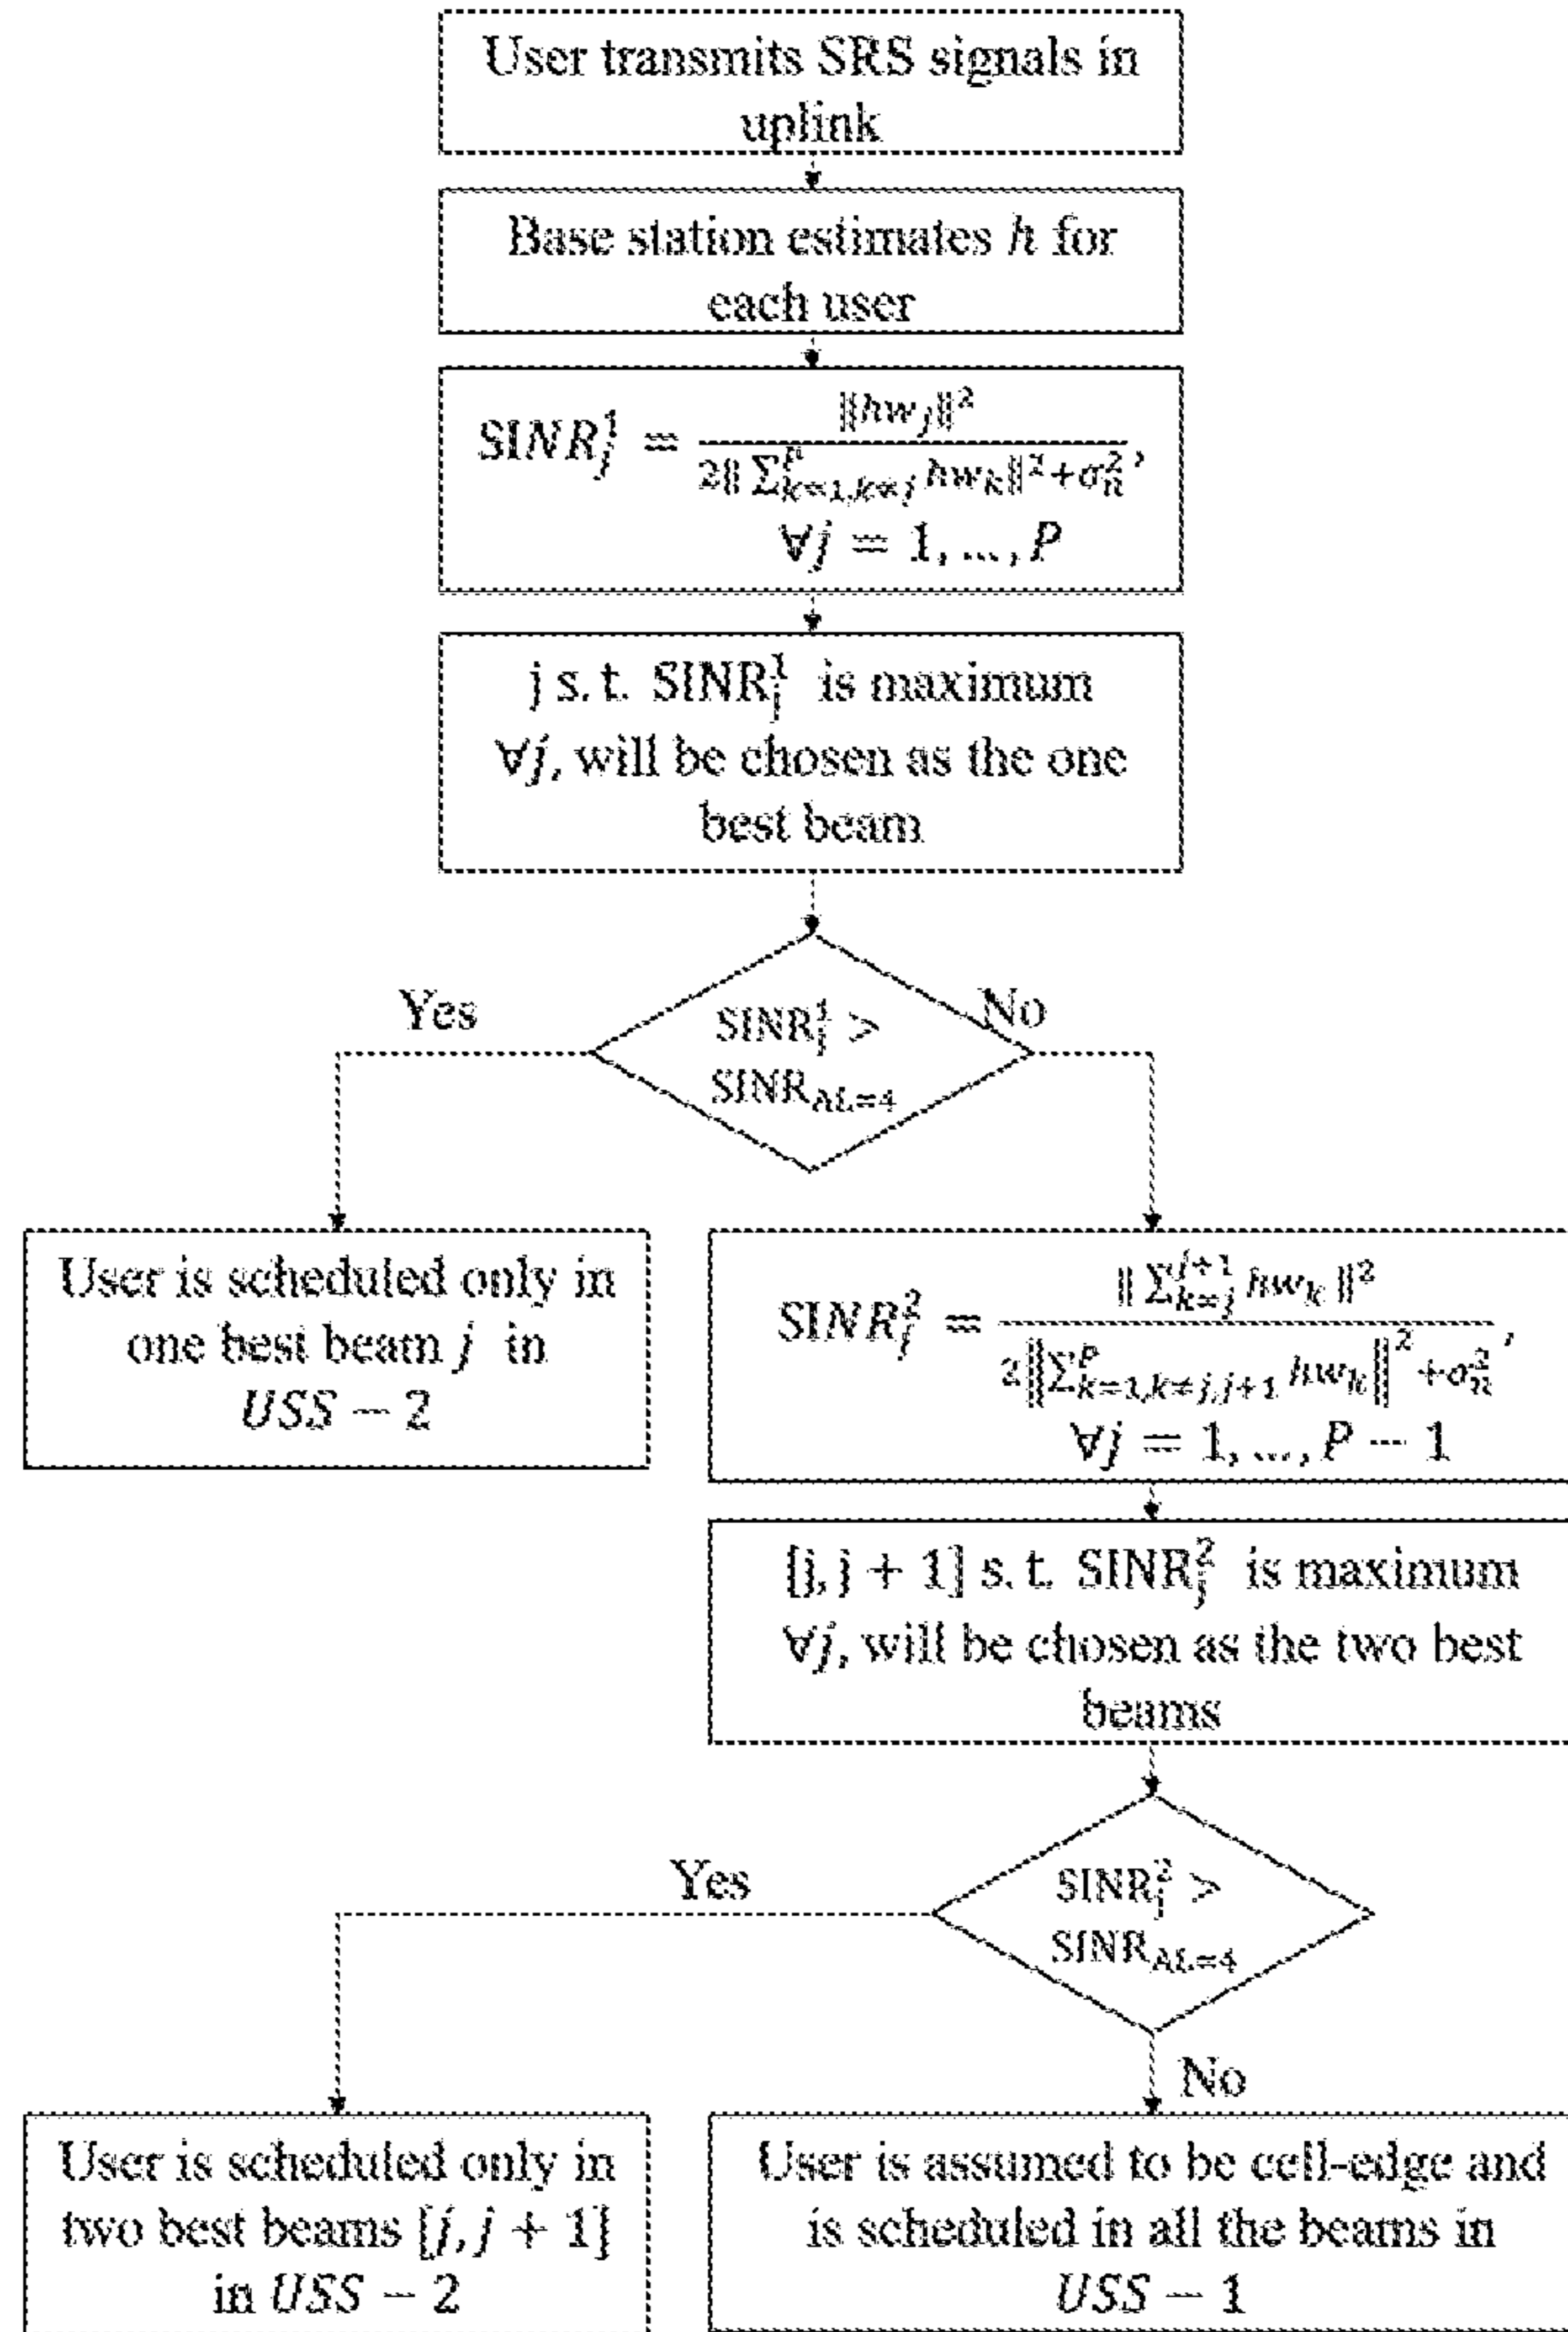 User transmits SRS signals in
uplink
Base station estimates h for
each user
SINR_j^1 = ‖hw_j‖^2 / (2‖ ∑_{k=1,k≠j}^{P} hw_k‖^2+σ_n^2),
∀j = 1, ..., P
j s. t. SINR_j^1 is maximum
∀j, will be chosen as the one
best beam
Yes
No
SINR_j^1 >
SINR_{AL=4}
User is scheduled only in
one best beam j in
USS − 2
SINR_j^2 = ‖ ∑_{k=j}^{j+1} hw_k ‖^2 / (2‖∑_{k=1,k≠j,j+1}^{P} hw_k‖^2 +σ_n^2),
∀j = 1, ..., P − 1
[j, j + 1] s. t. SINR_j^2 is maximum
∀j, will be chosen as the two best
beams
Yes
SINR_j^2 >
SINR_{AL=4}
No
User is scheduled only in
two best beams [j, j + 1]
in USS − 2
User is assumed to be cell-edge and
is scheduled in all the beams in
USS − 1